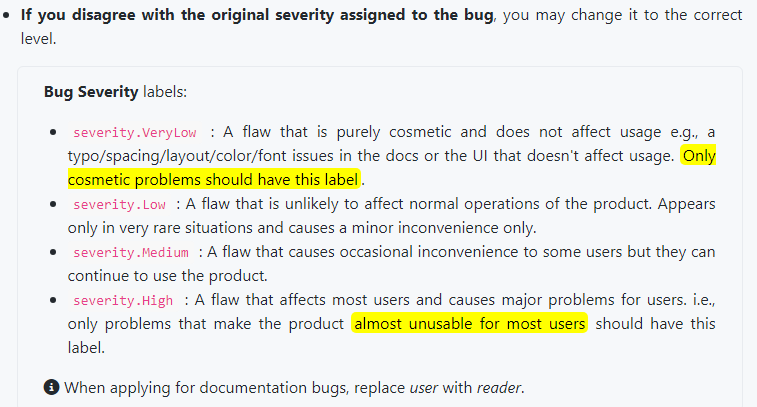 If you disagree with the original severity assigned to the bug, you may change it to the correct
level.
Bug Severity labels:
severity.VeryLow : A flaw that is purely cosmetic and does not affect usage e.g., a
typo/spacing/layout/color/font issues in the docs or the UI that doesn't affect usage. Only
cosmetic problems should have this label.
severity.Low : A flaw that is unlikely to affect normal operations of the product. Appears
only in very rare situations and causes a minor inconvenience only.
severity.Medium : A flaw that causes occasional inconvenience to some users but they can
continue to use the product.
severity.High : A flaw that affects most users and causes major problems for users. i.e.,
only problems that make the product almost unusable for most users should have this
label.
When applying for documentation bugs, replace user with reader.